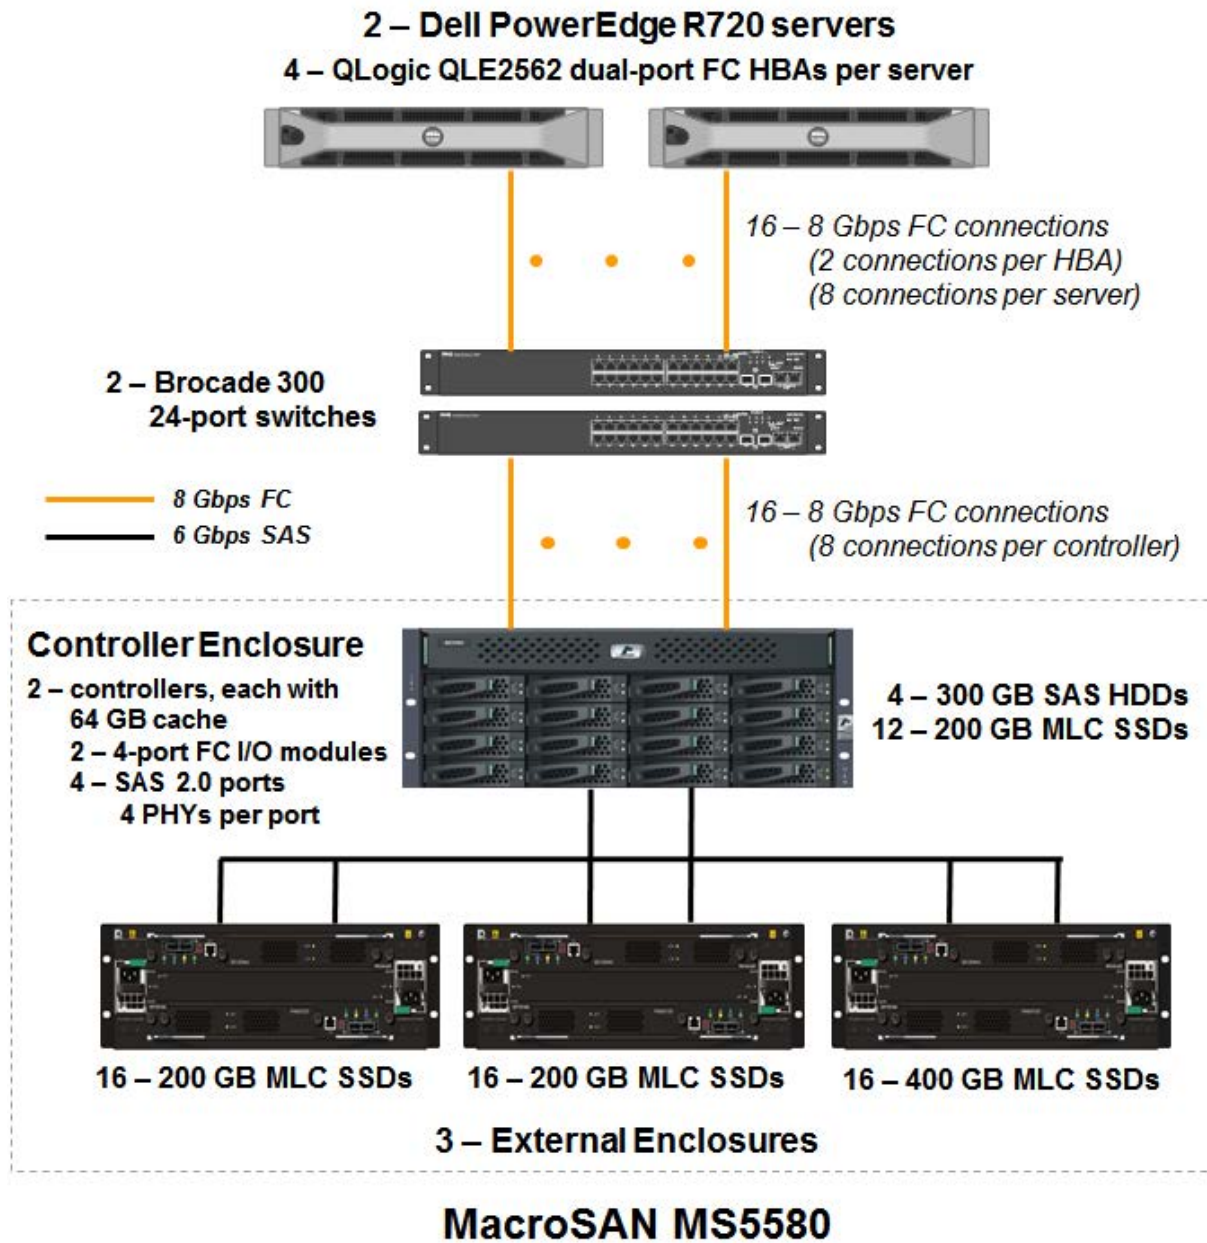 2 – Dell PowerEdge R720 servers
4 – QLogic QLE2562 dual-port FC HBAs per server
16 – 8 Gbps FC connections
(2 connections per HBA)
(8 connections per server)
2 – Brocade 300
24-port switches
8 Gbps FC
6 Gbps SAS
16 – 8 Gbps FC connections
(8 connections per controller)
Controller Enclosure
2 – controllers, each with
64 GB cache
2 – 4-port FC I/O modules
4 – SAS 2.0 ports
4 PHYs per port
4 – 300 GB SAS HDDs
12 – 200 GB MLC SSDs
16 – 200 GB MLC SSDs
16 – 200 GB MLC SSDs
16 – 400 GB MLC SSDs
3 – External Enclosures
MacroSAN MS5580